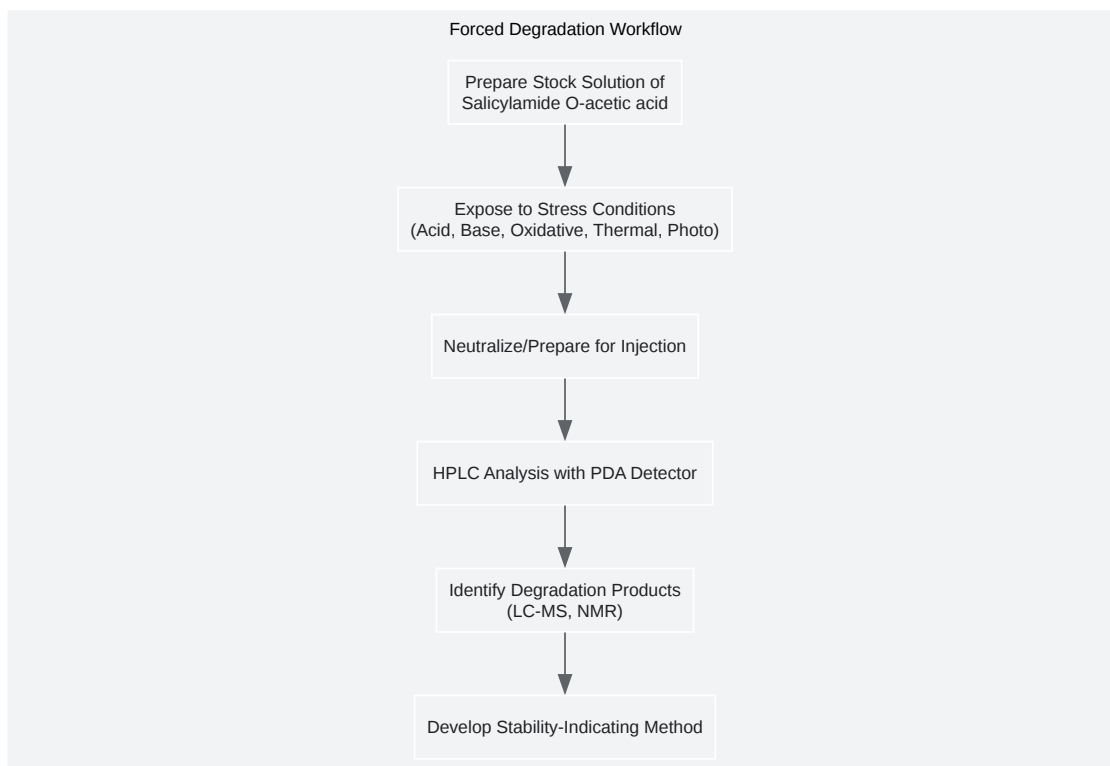 Forced Degradation Workflow
Prepare Stock Solution of
Salicylamide O-acetic acid
Expose to Stress Conditions
(Acid, Base, Oxidative, Thermal, Photo)
Neutralize/Prepare for Injection
HPLC Analysis with PDA Detector
Identify Degradation Products
(LC-MS, NMR)
Develop Stability-Indicating Method